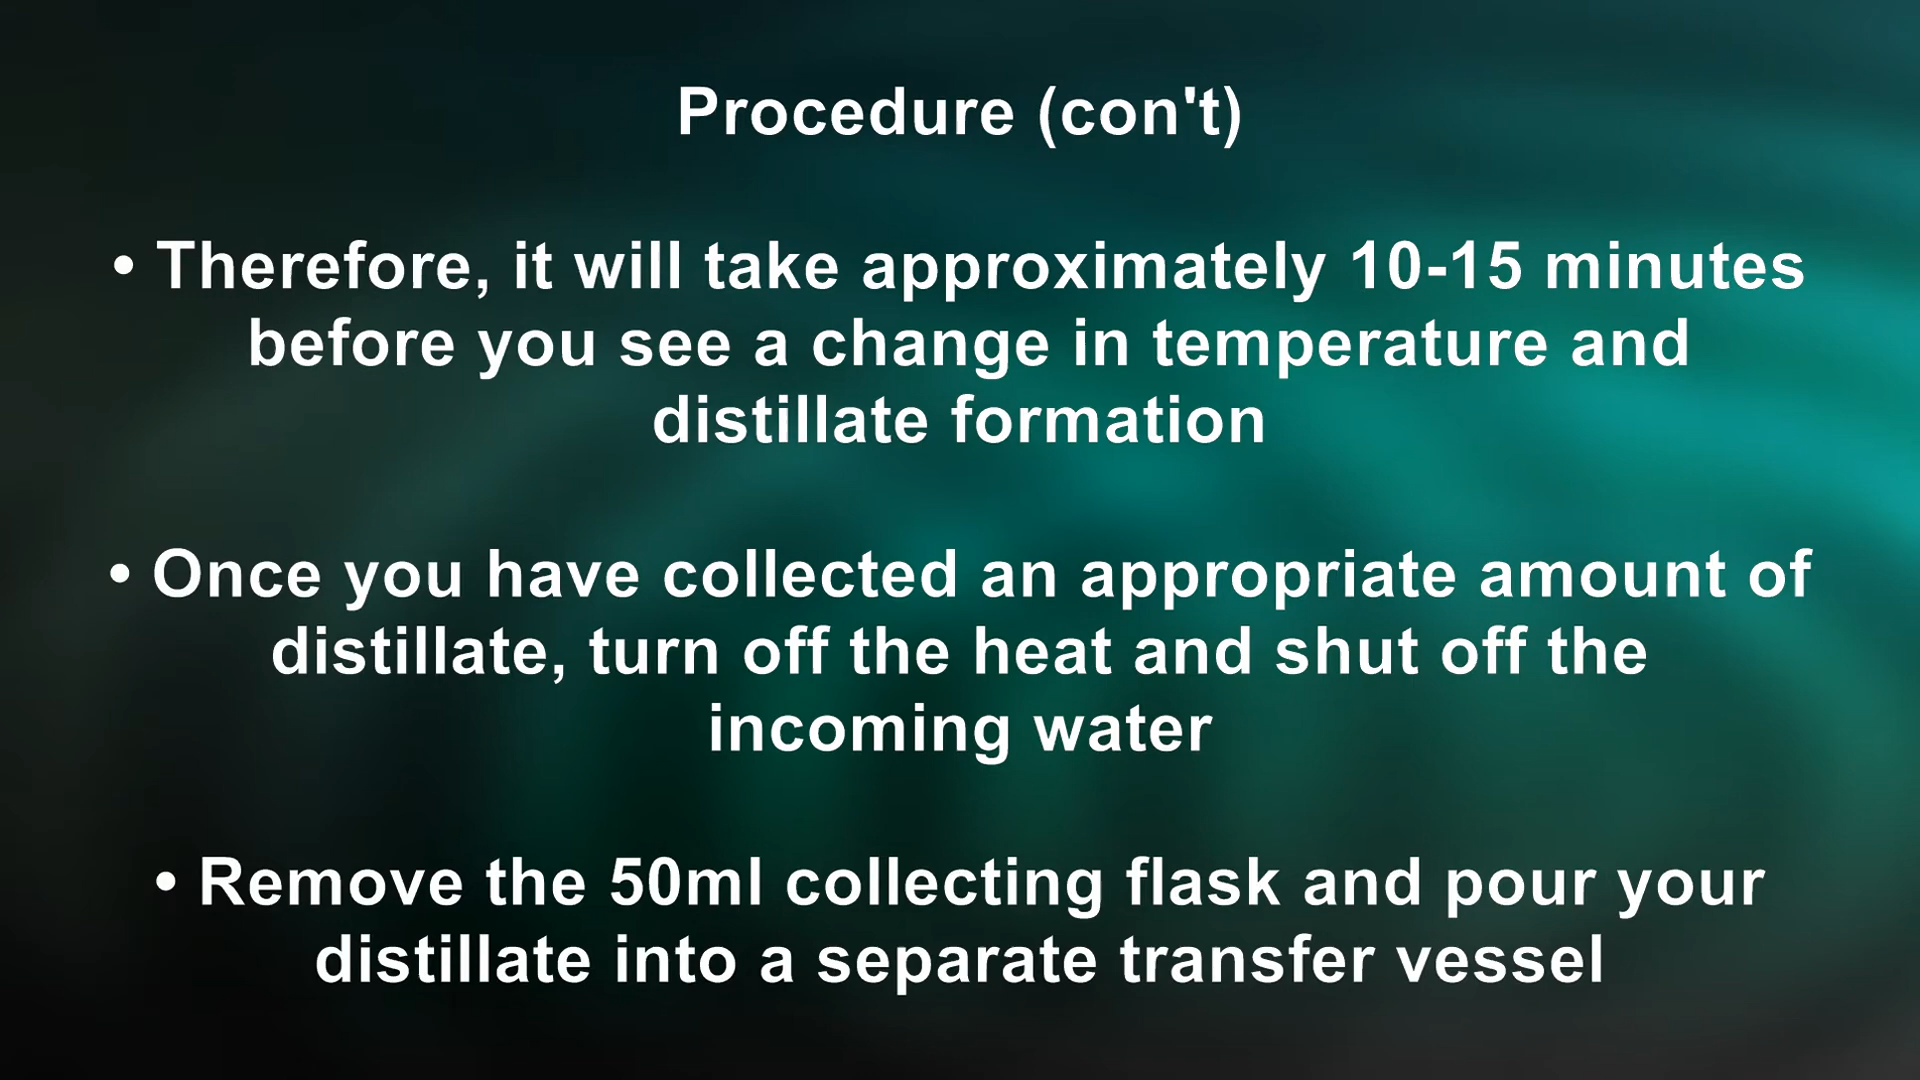 Procedure (con't)
• Therefore, it will take approximately 10-15 minutes
before you see a change in temperature and
distillate formation
• Once you have collected an appropriate amount of
distillate, turn off the heat and shut off the
incoming water
• Remove the 50ml collecting flask and pour your
distillate into a separate transfer vessel